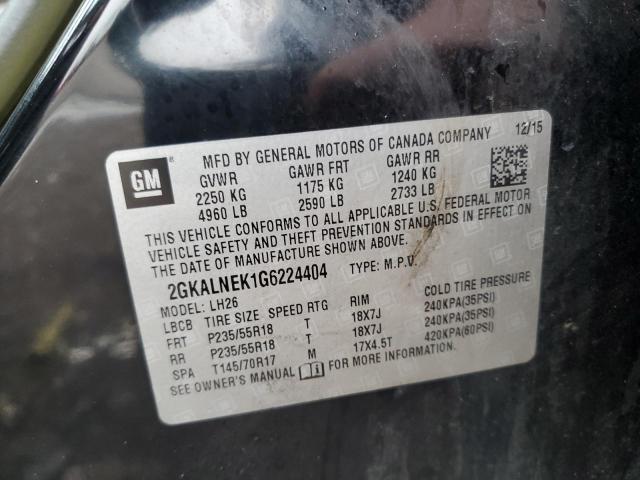 MFD BY GENERAL MOTORS OF CANADA COMPANY 12/15
GM ®
GVWR GAWR FRT GAWR RR
2250 KG 1175 KG 1240 KG
4960 LB 2590 LB 2733 LB
THIS VEHICLE CONFORMS TO ALL APPLICABLE U.S. FEDERAL MOTOR
VEHICLE SAFETY AND THEFT PREVENTION STANDARDS IN EFFECT ON
THE DATE OF MANUFACTURE SHOWN ABOVE.
2GKALNEK1G6224404 TYPE: M.P.V.
MODEL: LH26
LBCB TIRE SIZE SPEED RTG RIM COLD TIRE PRESSURE
FRT P235/55R18 T 18X7J 240KPA(35PSI)
RR P235/55R18 T 18X7J 240KPA(35PSI)
SPA T145/70R17 M 17X4.5T 420KPA(60PSI)
SEE OWNER'S MANUAL i FOR MORE INFORMATION.